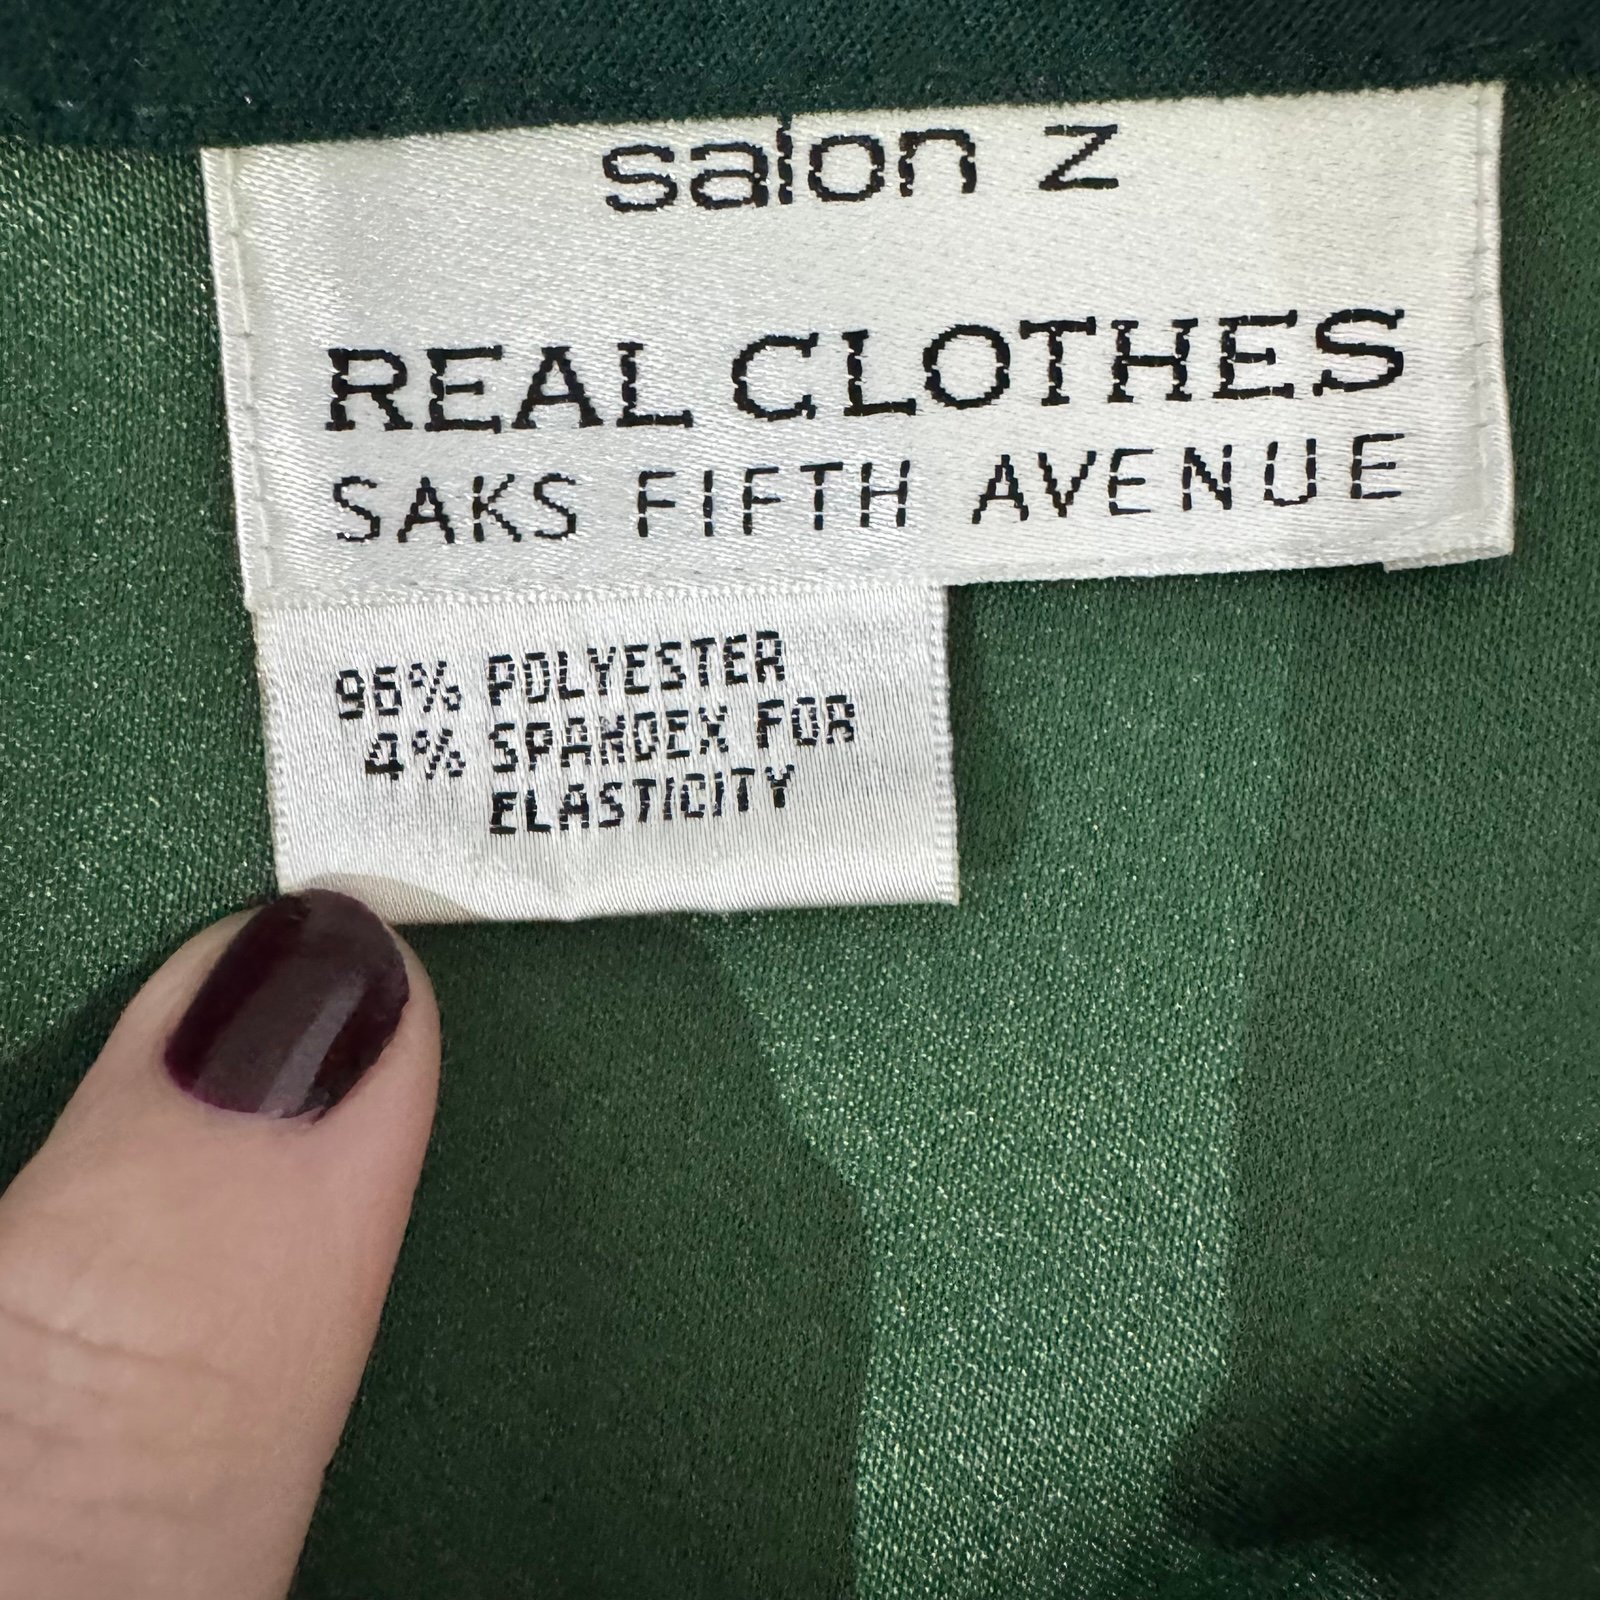 salon z
REAL CLOTHES
SAKS FIFTH AVENUE
96% POLYESTER
4% SPANDEX FOR
ELASTICITY